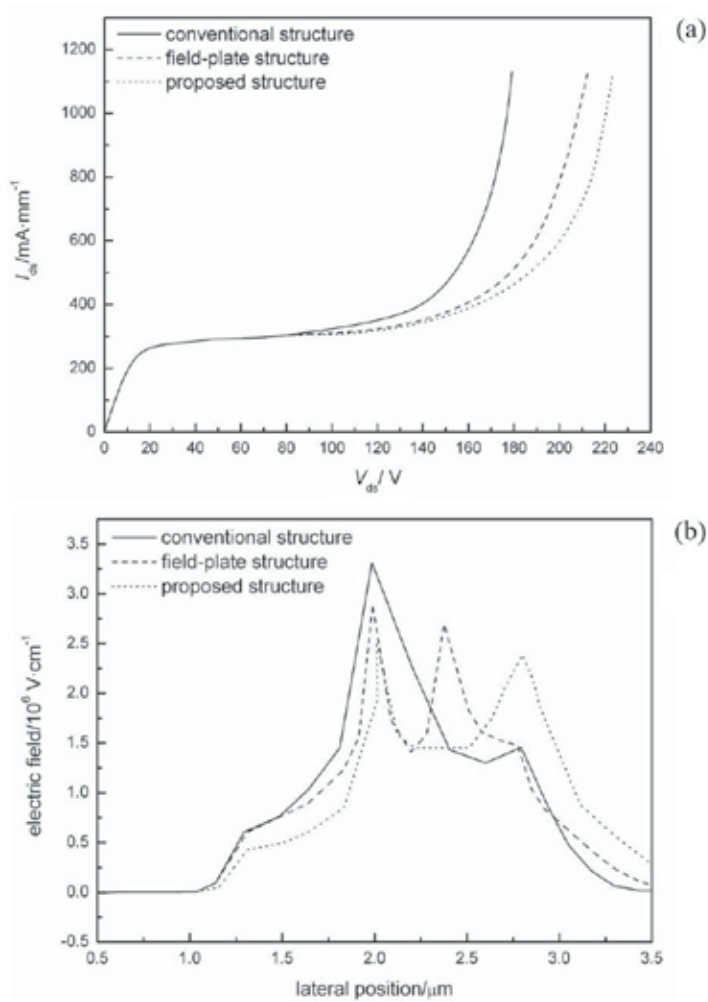 (a)
conventional structure
field-plate structure
proposed structure
1200
1000
800
600
400
200
0
I_ds/mA·mm⁻¹
0 20 40 60 80 100 120 140 160 180 200 220 240
V_ds/ V
(b)
conventional structure
field-plate structure
proposed structure
3.5
3.0
2.5
2.0
1.5
1.0
0.5
0.0
-0.5
electric field/10⁶ V·cm⁻¹
0.5 1.0 1.5 2.0 2.5 3.0 3.5
lateral position/μm